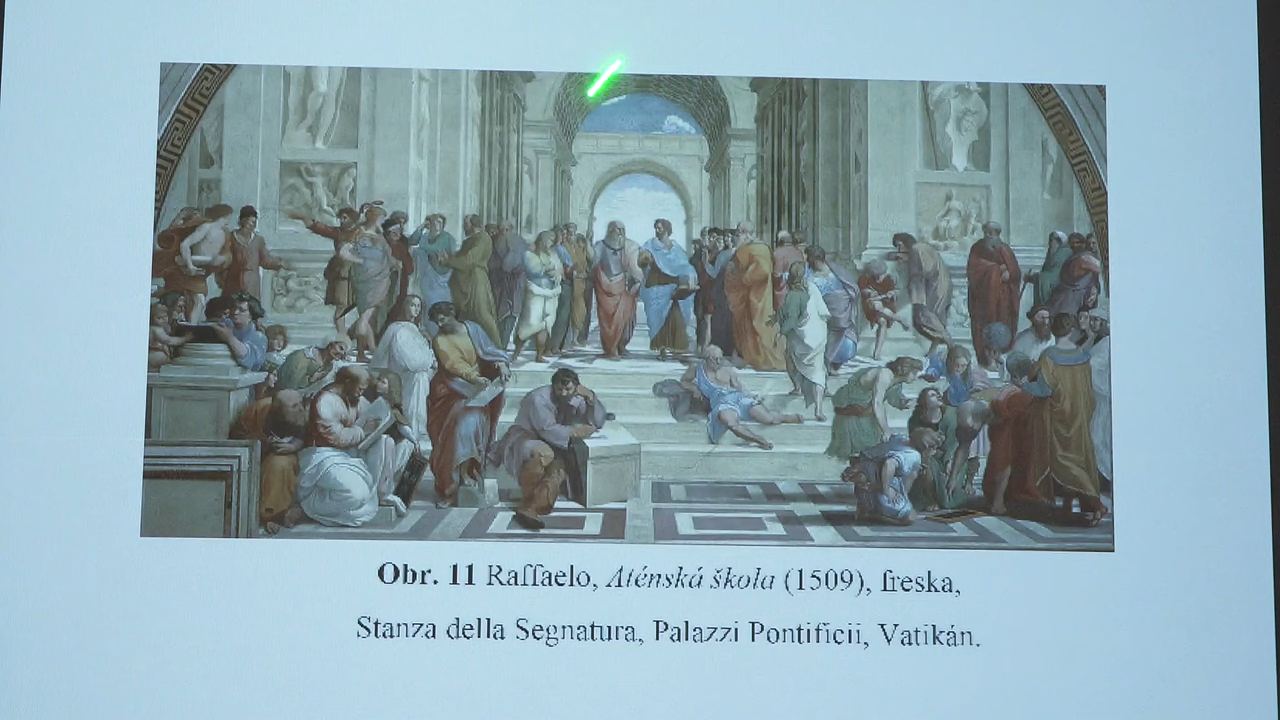 Obr. 11 Raffaelo, Aténská škola (1509), freska,
Stanza della Segnatura, Palazzi Pontificii, Vatikán.